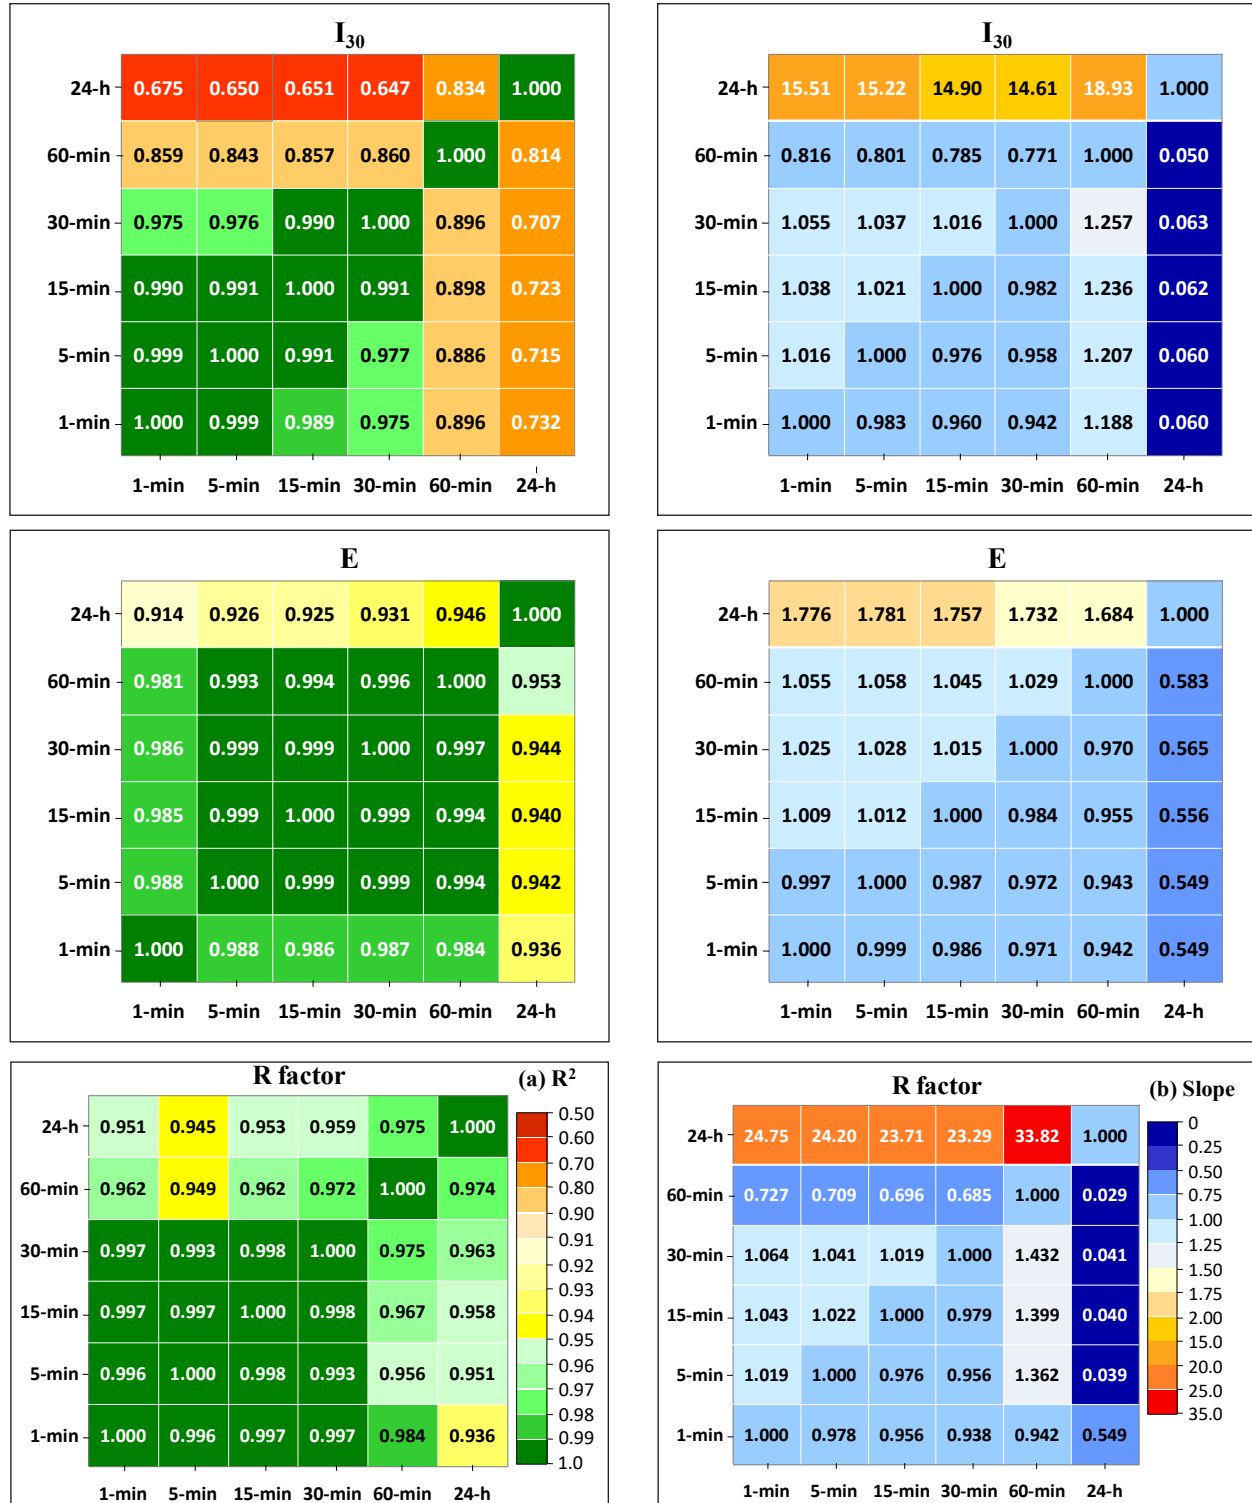 I30
24-h 0.675 0.650 0.651 0.647 0.834 1.000
60-min 0.859 0.843 0.857 0.860 1.000 0.814
30-min 0.975 0.976 0.990 1.000 0.896 0.707
15-min 0.990 0.991 1.000 0.991 0.898 0.723
5-min 0.999 1.000 0.991 0.977 0.886 0.715
1-min 1.000 0.999 0.989 0.975 0.896 0.732
1-min 5-min 15-min 30-min 60-min 24-h
I30
24-h 15.51 15.22 14.90 14.61 18.93 1.000
60-min 0.816 0.801 0.785 0.771 1.000 0.050
30-min 1.055 1.037 1.016 1.000 1.257 0.063
15-min 1.038 1.021 1.000 0.982 1.236 0.062
5-min 1.016 1.000 0.976 0.958 1.207 0.060
1-min 1.000 0.983 0.960 0.942 1.188 0.060
1-min 5-min 15-min 30-min 60-min 24-h
E
24-h 0.914 0.926 0.925 0.931 0.946 1.000
60-min 0.981 0.993 0.994 0.996 1.000 0.953
30-min 0.986 0.999 0.999 1.000 0.997 0.944
15-min 0.985 0.999 1.000 0.999 0.994 0.940
5-min 0.988 1.000 0.999 0.999 0.994 0.942
1-min 1.000 0.988 0.986 0.987 0.984 0.936
1-min 5-min 15-min 30-min 60-min 24-h
E
24-h 1.776 1.781 1.757 1.732 1.684 1.000
60-min 1.055 1.058 1.045 1.029 1.000 0.583
30-min 1.025 1.028 1.015 1.000 0.970 0.565
15-min 1.009 1.012 1.000 0.984 0.955 0.556
5-min 0.997 1.000 0.987 0.972 0.943 0.549
1-min 1.000 0.999 0.986 0.971 0.942 0.549
1-min 5-min 15-min 30-min 60-min 24-h
R factor
24-h 0.951 0.945 0.953 0.959 0.975 1.000
60-min 0.962 0.949 0.962 0.972 1.000 0.974
30-min 0.997 0.993 0.998 1.000 0.975 0.963
15-min 0.997 0.997 1.000 0.998 0.967 0.958
5-min 0.996 1.000 0.998 0.993 0.956 0.951
1-min 1.000 0.996 0.997 0.997 0.984 0.936
1-min 5-min 15-min 30-min 60-min 24-h
(a) R²
0.50
0.60
0.70
0.80
0.90
0.91
0.92
0.93
0.94
0.95
0.96
0.97
0.98
0.99
1.0
R factor
24-h 24.75 24.20 23.71 23.29 33.82 1.000
60-min 0.727 0.709 0.696 0.685 1.000 0.029
30-min 1.064 1.041 1.019 1.000 1.432 0.041
15-min 1.043 1.022 1.000 0.979 1.399 0.040
5-min 1.019 1.000 0.976 0.956 1.362 0.039
1-min 1.000 0.978 0.956 0.938 0.942 0.549
1-min 5-min 15-min 30-min 60-min 24-h
(b) Slope
0
0.25
0.50
0.75
1.00
1.25
1.50
1.75
2.00
15.0
20.0
25.0
35.0